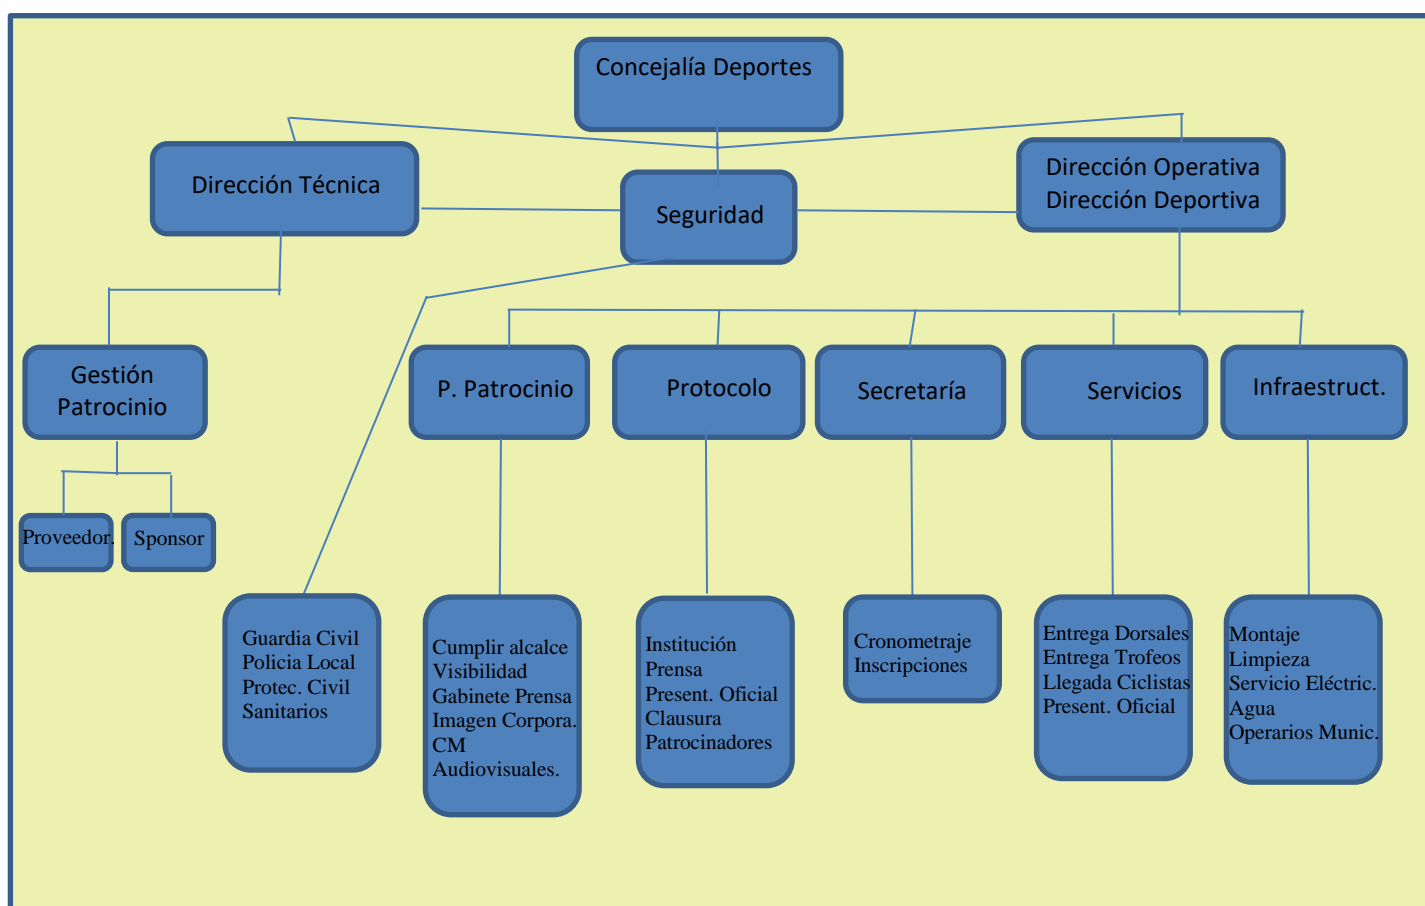 Concejalía Deportes
Dirección Técnica
Seguridad
Dirección Operativa
Dirección Deportiva
Gestión
Patrocinio
P. Patrocinio
Protocolo
Secretaría
Servicios
Infraestruct.
Proveedor.
Sponsor
Guardia Civil
Policia Local
Protec. Civil
Sanitarios
Cumplir alcalce
Visibilidad
Gabinete Prensa
Imagen Corpora.
CM
Audiovisuales.
Institución
Prensa
Present. Oficial
Clausura
Patrocinadores
Cronometraje
Inscripciones
Entrega Dorsales
Entrega Trofeos
Llegada Ciclistas
Present. Oficial
Montaje
Limpieza
Servicio Eléctric.
Agua
Operarios Munic.